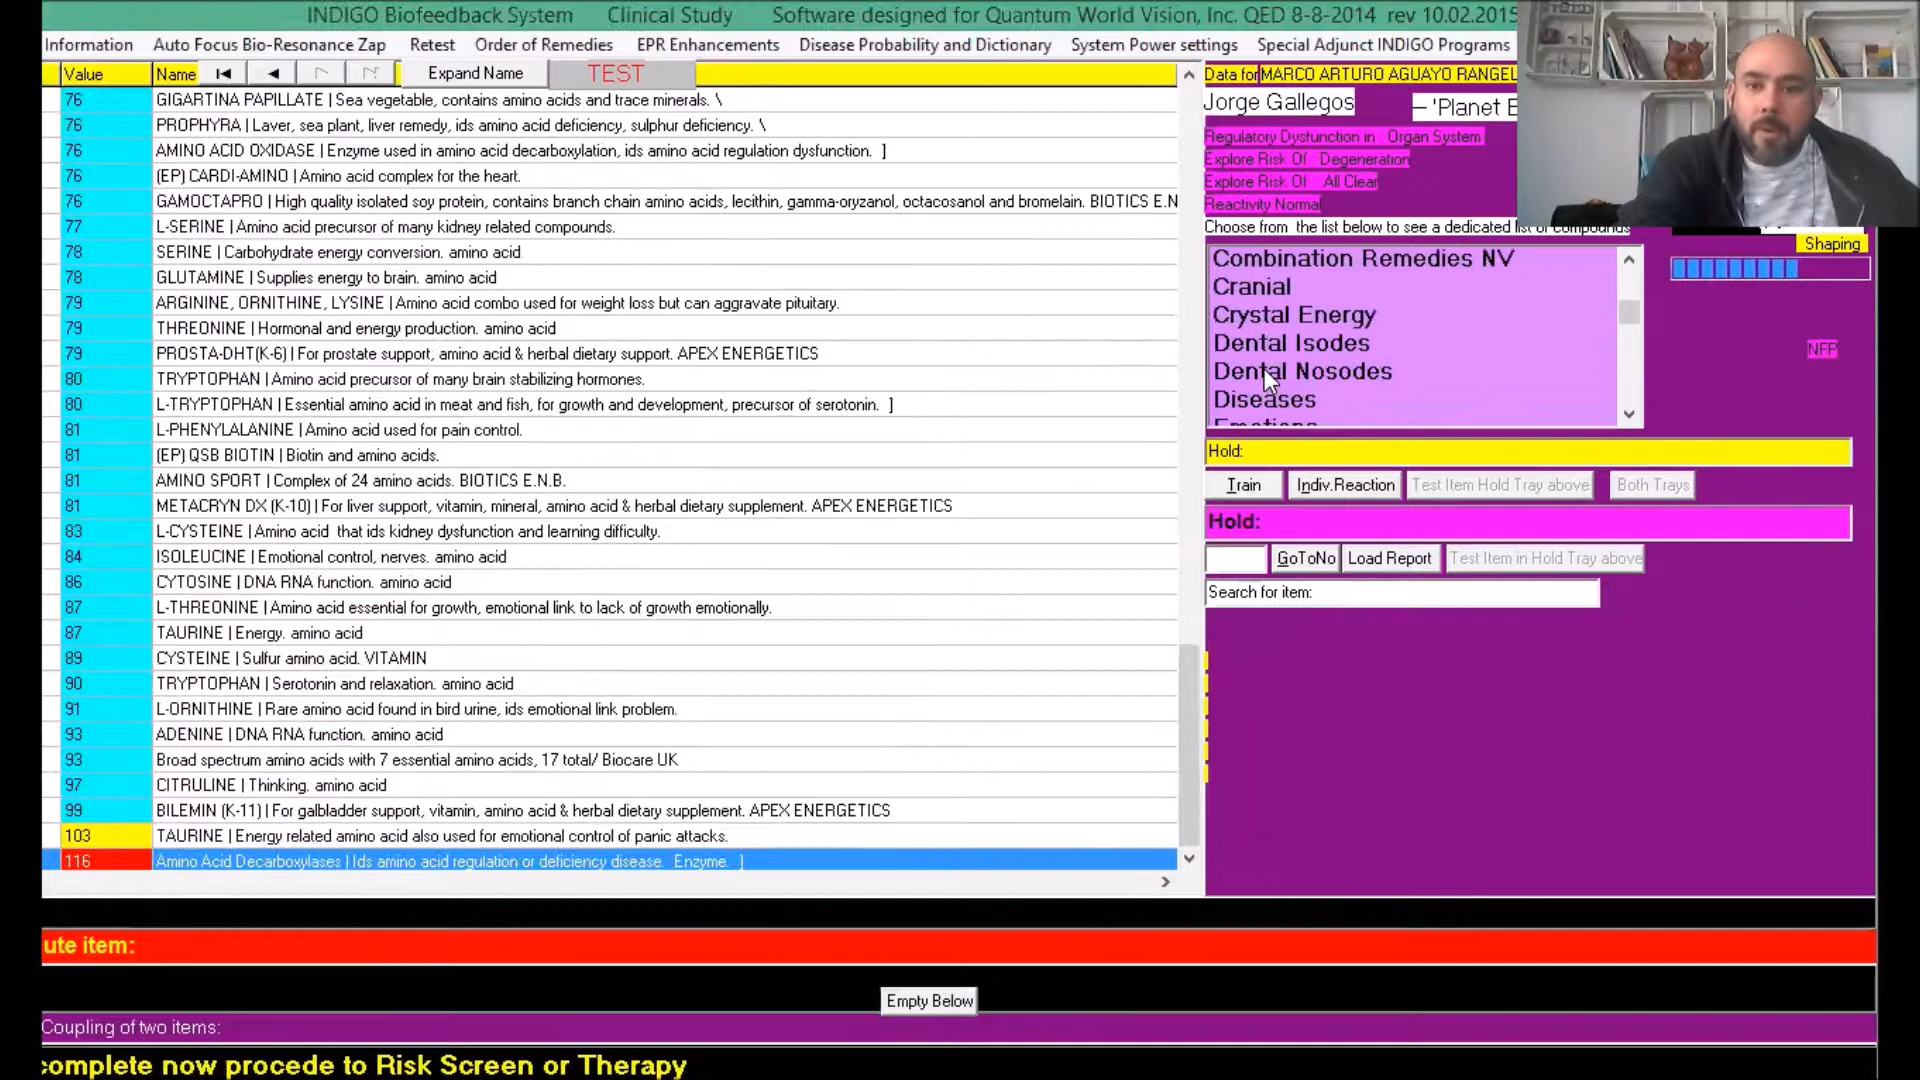 INDIGO Biofeedback System Clinical Study Software designed for Quantum World Vision, Inc. QED 8-8-2014 rev 10.02.2015
Information Auto Focus Bio-Resonance Zap Retest Order of Remedies EPR Enhancements Disease Probability and Dictionary System Power settings Special Adjunct INDIGO Programs
Value Name Expand Name TEST
76 GIGARTINA PAPILLATE | Sea vegetable, contains amino acids and trace minerals. \
76 PROPHYRA | Laver, sea plant, liver remedy, ids amino acid deficiency, sulphur deficiency. \
76 AMINO ACID OXIDASE | Enzyme used in amino acid decarboxylation, ids amino acid regulation dysfunction. ]
76 (EP) CARDI-AMINO | Amino acid complex for the heart.
76 GAMOCTAPRO | High quality isolated soy protein, contains branch chain amino acids, lecithin, gamma-oryzanol, octacosanol and bromelain. BIOTICS E.N
77 L-SERINE | Amino acid precursor of many kidney related compounds.
78 SERINE | Carbohydrate energy conversion. amino acid
78 GLUTAMINE | Supplies energy to brain. amino acid
79 ARGININE, ORNITHINE, LYSINE | Amino acid combo used for weight loss but can aggravate pituitary.
79 THREONINE | Hormonal and energy production. amino acid
79 PROSTA-DHT(K-6) | For prostate support, amino acid & herbal dietary support. APEX ENERGETICS
80 TRYPTOPHAN | Amino acid precursor of many brain stabilizing hormones.
80 L-TRYPTOPHAN | Essential amino acid in meat and fish, for growth and development, precursor of serotonin. ]
81 L-PHENYLALANINE | Amino acid used for pain control.
81 (EP) QSB BIOTIN | Biotin and amino acids.
81 AMINO SPORT | Complex of 24 amino acids. BIOTICS E.N.B.
81 METACRYN DX (K-10) | For liver support, vitamin, mineral, amino acid & herbal dietary supplement. APEX ENERGETICS
83 L-CYSTEINE | Amino acid that ids kidney dysfunction and learning difficulty.
84 ISOLEUCINE | Emotional control, nerves. amino acid
86 CYTOSINE | DNA RNA function. amino acid
87 L-THREONINE | Amino acid essential for growth, emotional link to lack of growth emotionally.
87 TAURINE | Energy. amino acid
89 CYSTEINE | Sulfur amino acid. VITAMIN
90 TRYPTOPHAN | Serotonin and relaxation. amino acid
91 L-ORNITHINE | Rare amino acid found in bird urine, ids emotional link problem.
93 ADENINE | DNA RNA function. amino acid
93 Broad spectrum amino acids with 7 essential amino acids, 17 total/ Biocare UK
97 CITRULINE | Thinking. amino acid
99 BILEMIN (K-11) | For galbladder support, vitamin, amino acid & herbal dietary supplement. APEX ENERGETICS
103 TAURINE | Energy related amino acid also used for emotional control of panic attacks.
116 Amino Acid Decarboxylases | Ids amino acid regulation or deficiency disease. Enzyme. ]
Data for MARCO ARTURO AGUAYO RANGEL
Jorge Gallegos – 'Planet E
Regulatory Dysfunction in Organ System
Explore Risk Of Degeneration
Explore Risk Of All Clear
Reactivity Normal
Choose from the list below to see a dedicated list of compounds
Shaping
Combination Remedies NV
Cranial
Crystal Energy
Dental Isodes
NFP
Dental Nosodes
Diseases
Emotions
Hold:
Train Indiv.Reaction Test Item Hold Tray above Both Trays
Hold:
GoToNo Load Report Test Item in Hold Tray above
Search for item:
ute item:
Empty Below
Coupling of two items:
complete now procede to Risk Screen or Therapy